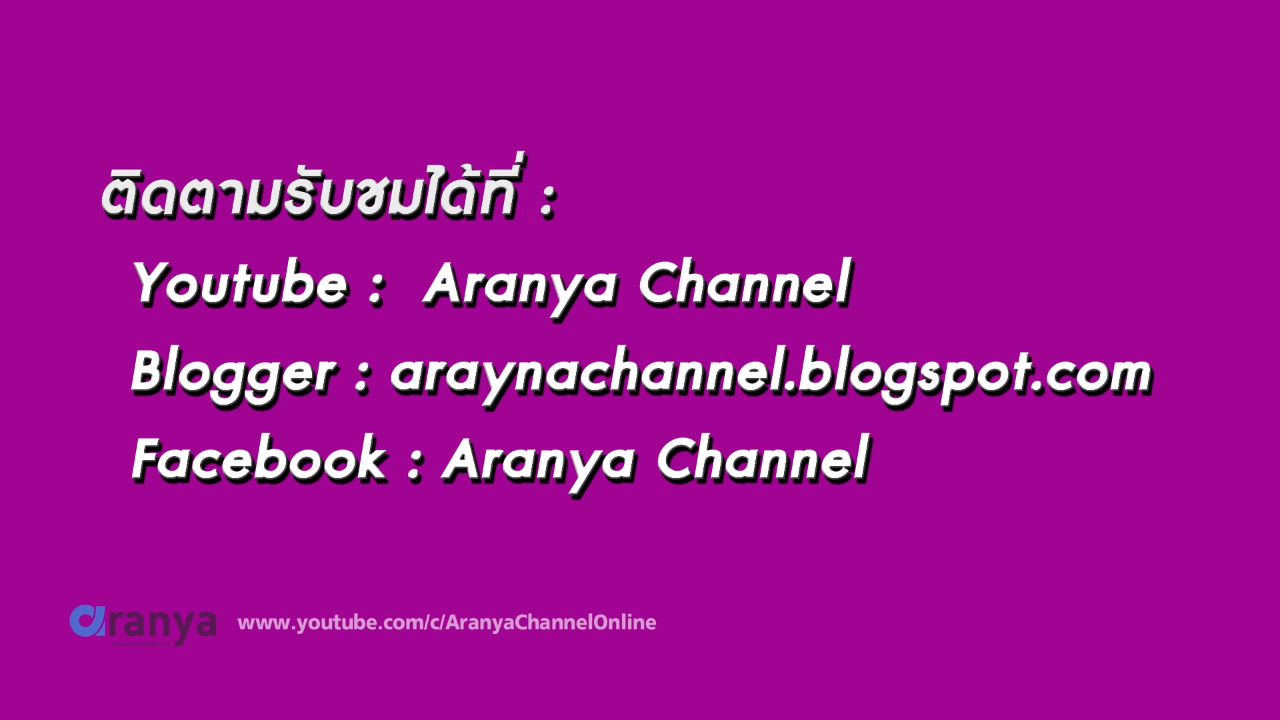 ติดตามรับชมได้ที่ :
Youtube : Aranya Channel
Blogger : araynachannel.blogspot.com
Facebook : Aranya Channel
aranya www.youtube.com/c/AranyaChannelOnline